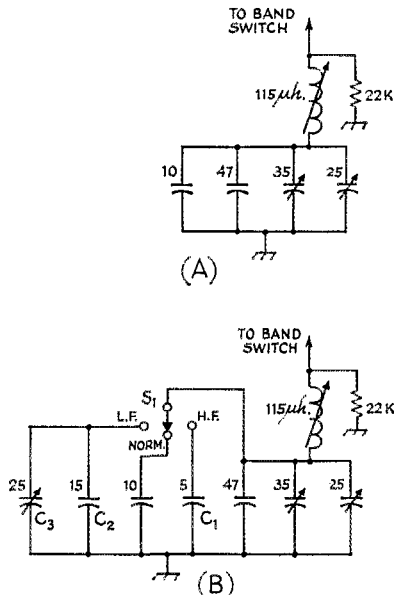 TO BAND
SWITCH
115μh.
22K
10
47
35
25
(A)
TO BAND
SWITCH
S1
L.F.
H.F.
NORM.
115μh.
22K
25
15
10
5
47
35
25
C3
C2
C1
(B)